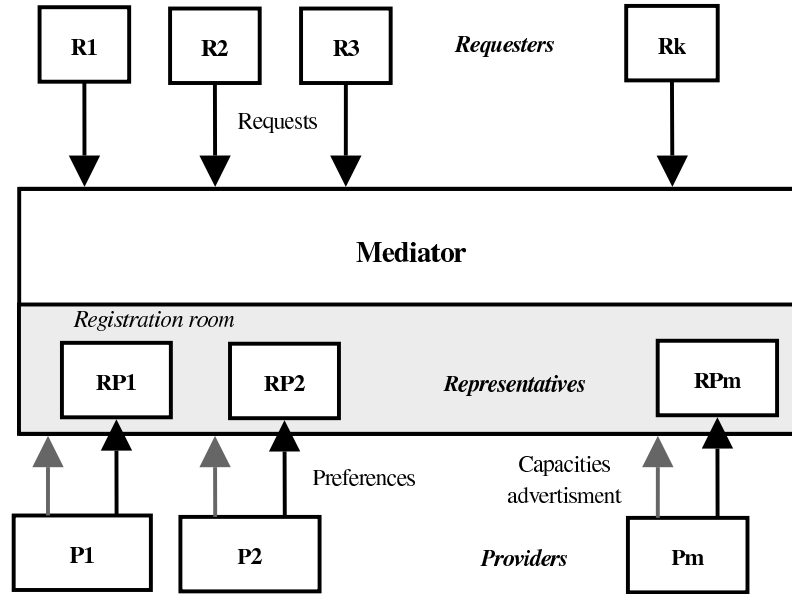 R1
R2
R3
Requesters
Rk
Requests
Mediator
Registration room
RP1
RP2
Representatives
RPm
Preferences
Capacities
advertisment
P1
P2
Providers
Pm